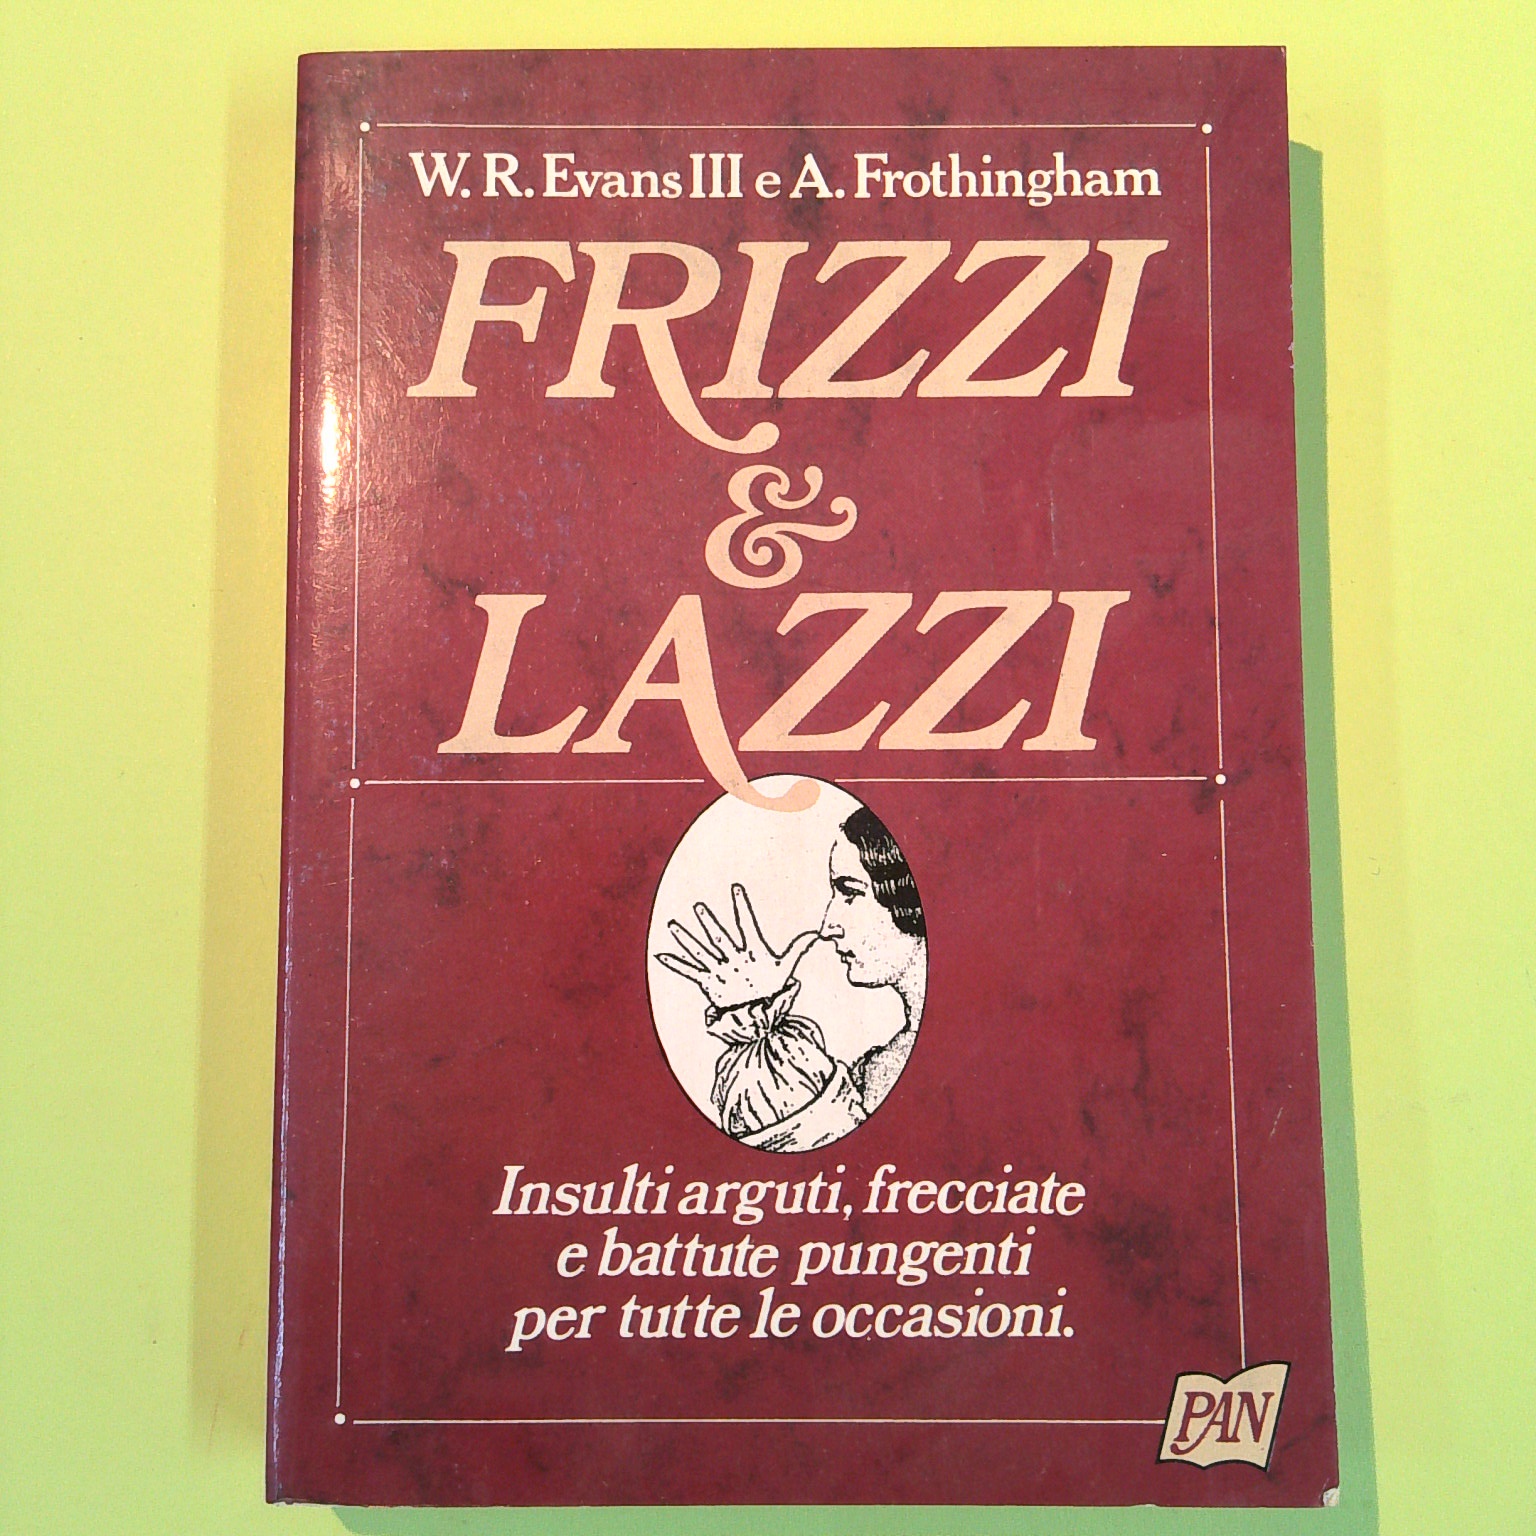 W. R. Evans III e A. Frothingham
FRIZZI
&
LAZZI
Insulti arguti, frecciate
e battute pungenti
per tutte le occasioni.
PAN